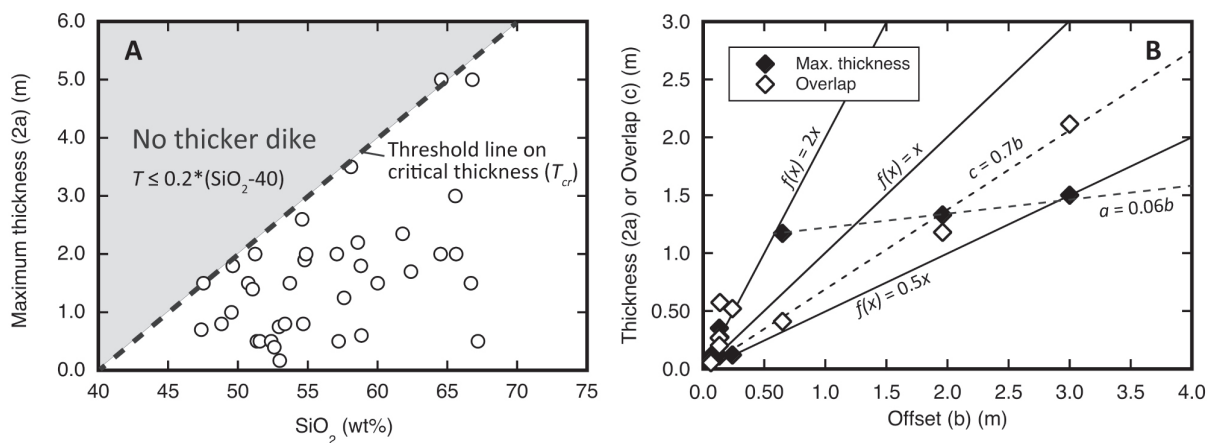 A
Maximum thickness (2a) (m)
6.0
5.0
4.0
3.0
2.0
1.0
0.0
No thicker dike
T ≤ 0.2*(SiO₂-40)
Threshold line on
critical thickness (T𝑐𝑟)
40 45 50 55 60 65 70 75
SiO₂ (wt%)
B
Thickness (2a) or Overlap (c) (m)
3.0
2.5
2.0
1.5
1.0
0.50
0.0
Max. thickness
Overlap
f(x) = 2x
f(x) = x
c = 0.7b
a = 0.06b
f(x) = 0.5x
0.0 0.50 1.0 1.5 2.0 2.5 3.0 3.5 4.0
Offset (b) (m)